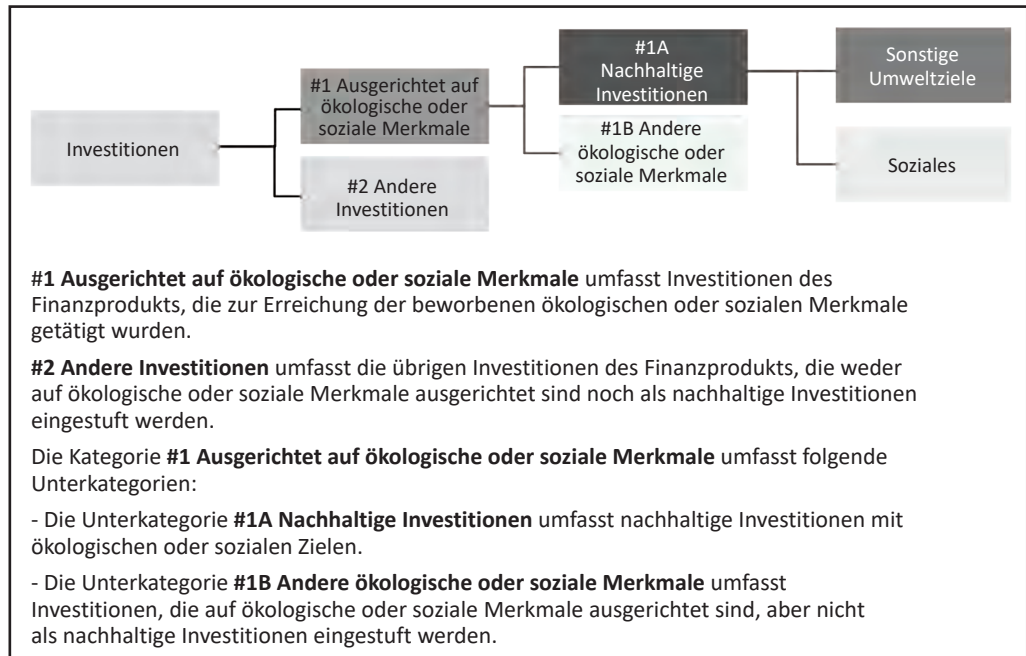 Investitionen
#1 Ausgerichtet auf
ökologische oder
soziale Merkmale
#2 Andere
Investitionen
#1A
Nachhaltige
Investitionen
#1B Andere
ökologische oder
soziale Merkmale
Sonstige
Umweltziele
Soziales
#1 Ausgerichtet auf ökologische oder soziale Merkmale umfasst Investitionen des
Finanzprodukts, die zur Erreichung der beworbenen ökologischen oder sozialen Merkmale
getätigt wurden.
#2 Andere Investitionen umfasst die übrigen Investitionen des Finanzprodukts, die weder
auf ökologische oder soziale Merkmale ausgerichtet sind noch als nachhaltige Investitionen
eingestuft werden.
Die Kategorie #1 Ausgerichtet auf ökologische oder soziale Merkmale umfasst folgende
Unterkategorien:
- Die Unterkategorie #1A Nachhaltige Investitionen umfasst nachhaltige Investitionen mit
ökologischen oder sozialen Zielen.
- Die Unterkategorie #1B Andere ökologische oder soziale Merkmale umfasst
Investitionen, die auf ökologische oder soziale Merkmale ausgerichtet sind, aber nicht
als nachhaltige Investitionen eingestuft werden.